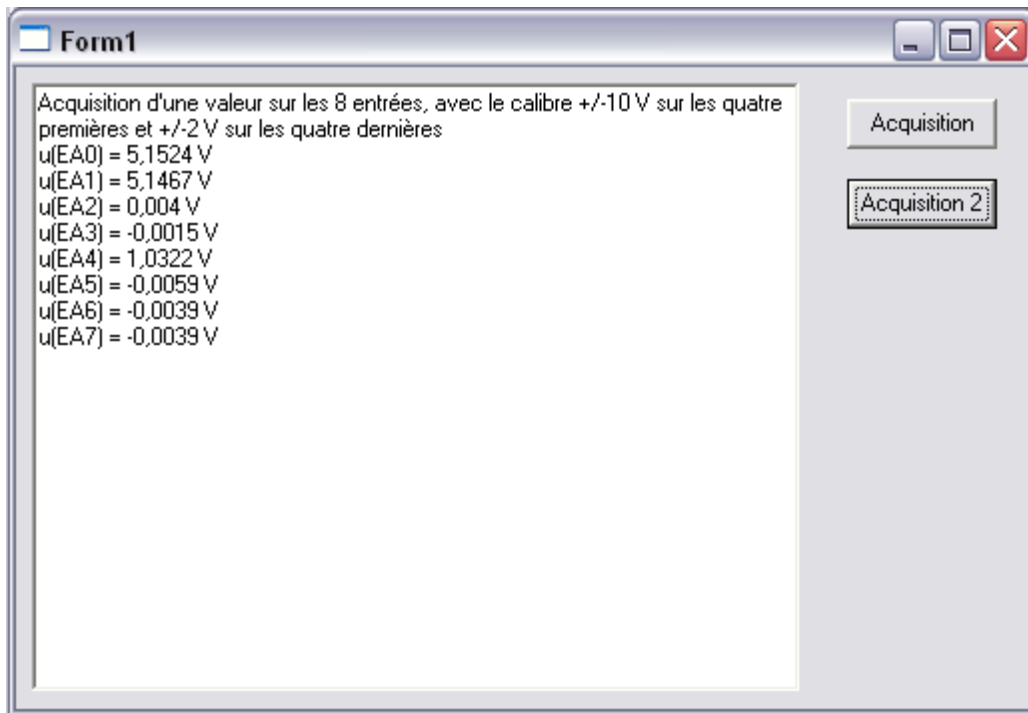 Form1
Acquisition d'une valeur sur les 8 entrées, avec le calibre +/-10 V sur les quatre
premières et +/-2 V sur les quatre dernières
u(EA0) = 5,1524 V
u(EA1) = 5,1467 V
u(EA2) = 0,004 V
u(EA3) = -0,0015 V
u(EA4) = 1,0322 V
u(EA5) = -0,0059 V
u(EA6) = -0,0039 V
u(EA7) = -0,0039 V
Acquisition
Acquisition 2